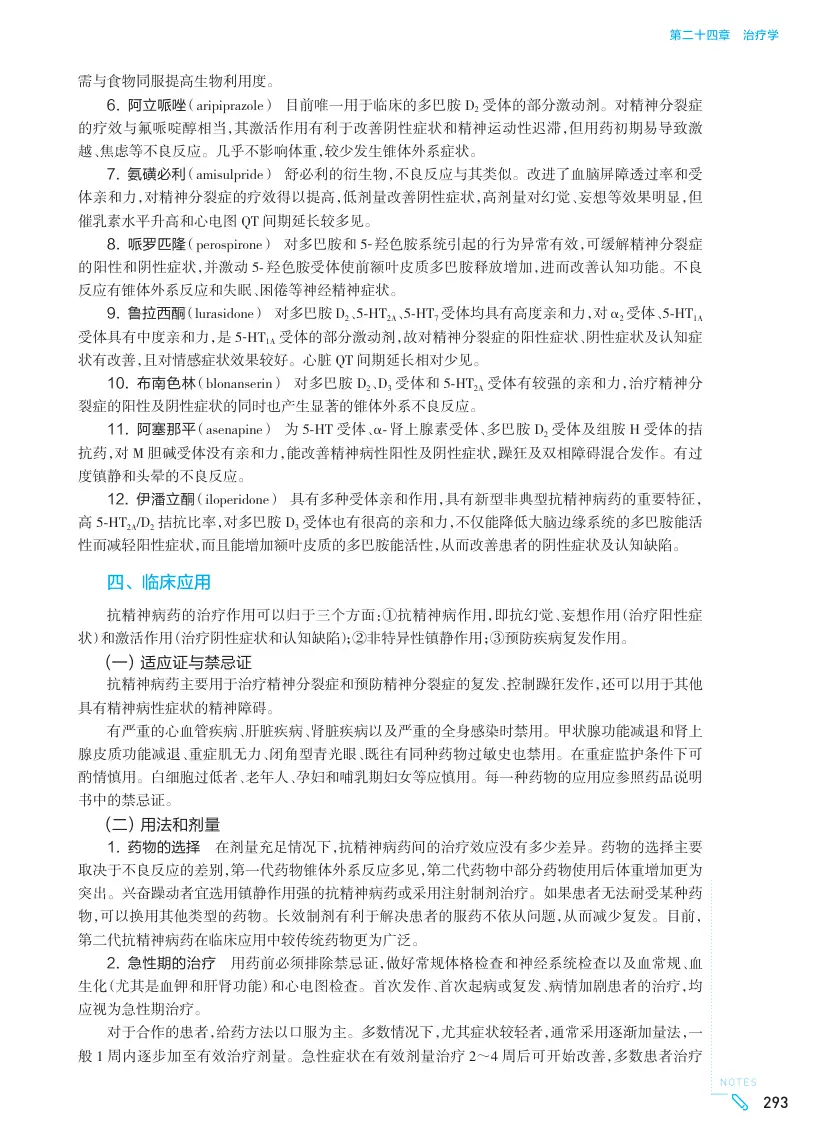 第二十四章　治疗学
需与食物同服提高生物利用度。
6. 阿立哌唑（aripiprazole）　目前唯一用于临床的多巴胺 D₂ 受体的部分激动剂。对精神分裂症
的疗效与氟哌啶醇相当，其激活作用有利于改善阴性症状和精神运动性迟滞，但用药初期易导致激
越、焦虑等不良反应。几乎不影响体重，较少发生锥体外系症状。
7. 氨磺必利（amisulpride）　舒必利的衍生物，不良反应与其类似。改进了血脑屏障透过率和受
体亲和力，对精神分裂症的疗效得以提高，低剂量改善阴性症状，高剂量对幻觉、妄想等效果明显，但
催乳素水平升高和心电图 QT 间期延长较多见。
8. 哌罗匹隆（perospirone）　对多巴胺和 5- 羟色胺系统引起的行为异常有效，可缓解精神分裂症
的阳性和阴性症状，并激动 5- 羟色胺受体使前额叶皮质多巴胺释放增加，进而改善认知功能。不良
反应有锥体外系反应和失眠、困倦等神经精神症状。
9. 鲁拉西酮（lurasidone）　对多巴胺 D₂、5-HT₂A、5-HT₇ 受体均具有高度亲和力，对 α₂ 受体、5-HT₁A
受体具有中度亲和力，是 5-HT₁A 受体的部分激动剂，故对精神分裂症的阳性症状、阴性症状及认知症
状有改善，且对情感症状效果较好。心脏 QT 间期延长相对少见。
10. 布南色林（blonanserin）　对多巴胺 D₂、D₃ 受体和 5-HT₂A 受体有较强的亲和力，治疗精神分
裂症的阳性及阴性症状的同时也产生显著的锥体外系不良反应。
11. 阿塞那平（asenapine）　为 5-HT 受体、α- 肾上腺素受体、多巴胺 D₂ 受体及组胺 H 受体的拮
抗药，对 M 胆碱受体没有亲和力，能改善精神病性阳性及阴性症状，躁狂及双相障碍混合发作。有过
度镇静和头晕的不良反应。
12. 伊潘立酮（iloperidone）　具有多种受体亲和作用，具有新型非典型抗精神病药的重要特征，
高 5-HT₂A/D₂ 拮抗比率，对多巴胺 D₃ 受体也有很高的亲和力，不仅能降低大脑边缘系统的多巴胺能活
性而减轻阳性症状，而且能增加额叶皮质的多巴胺能活性，从而改善患者的阴性症状及认知缺陷。
四、临床应用
抗精神病药的治疗作用可以归于三个方面：①抗精神病作用，即抗幻觉、妄想作用（治疗阳性症
状）和激活作用（治疗阴性症状和认知缺陷）；②非特异性镇静作用；③预防疾病复发作用。
（一）适应证与禁忌证
抗精神病药主要用于治疗精神分裂症和预防精神分裂症的复发、控制躁狂发作，还可以用于其他
具有精神病性症状的精神障碍。
有严重的心血管疾病、肝脏疾病、肾脏疾病以及严重的全身感染时禁用。甲状腺功能减退和肾上
腺皮质功能减退、重症肌无力、闭角型青光眼、既往有同种药物过敏史也禁用。在重症监护条件下可
酌情慎用。白细胞过低者、老年人、孕妇和哺乳期妇女等应慎用。每一种药物的应用应参照药品说明
书中的禁忌证。
（二）用法和剂量
1. 药物的选择　在剂量充足情况下，抗精神病药间的治疗效应没有多少差异。药物的选择主要
取决于不良反应的差别，第一代药物锥体外系反应多见，第二代药物中部分药物使用后体重增加更为
突出。兴奋躁动者宜选用镇静作用强的抗精神病药或采用注射制剂治疗。如果患者无法耐受某种药
物，可以换用其他类型的药物。长效制剂有利于解决患者的服药不依从问题，从而减少复发。目前，
第二代抗精神病药在临床应用中较传统药物更为广泛。
2. 急性期的治疗　用药前必须排除禁忌证，做好常规体格检查和神经系统检查以及血常规、血
生化（尤其是血钾和肝肾功能）和心电图检查。首次发作、首次起病或复发、病情加剧患者的治疗，均
应视为急性期治疗。
对于合作的患者，给药方法以口服为主。多数情况下，尤其症状较轻者，通常采用逐渐加量法，一
般 1 周内逐步加至有效治疗剂量。急性症状在有效剂量治疗 2～4 周后可开始改善，多数患者治疗
NOTES
293